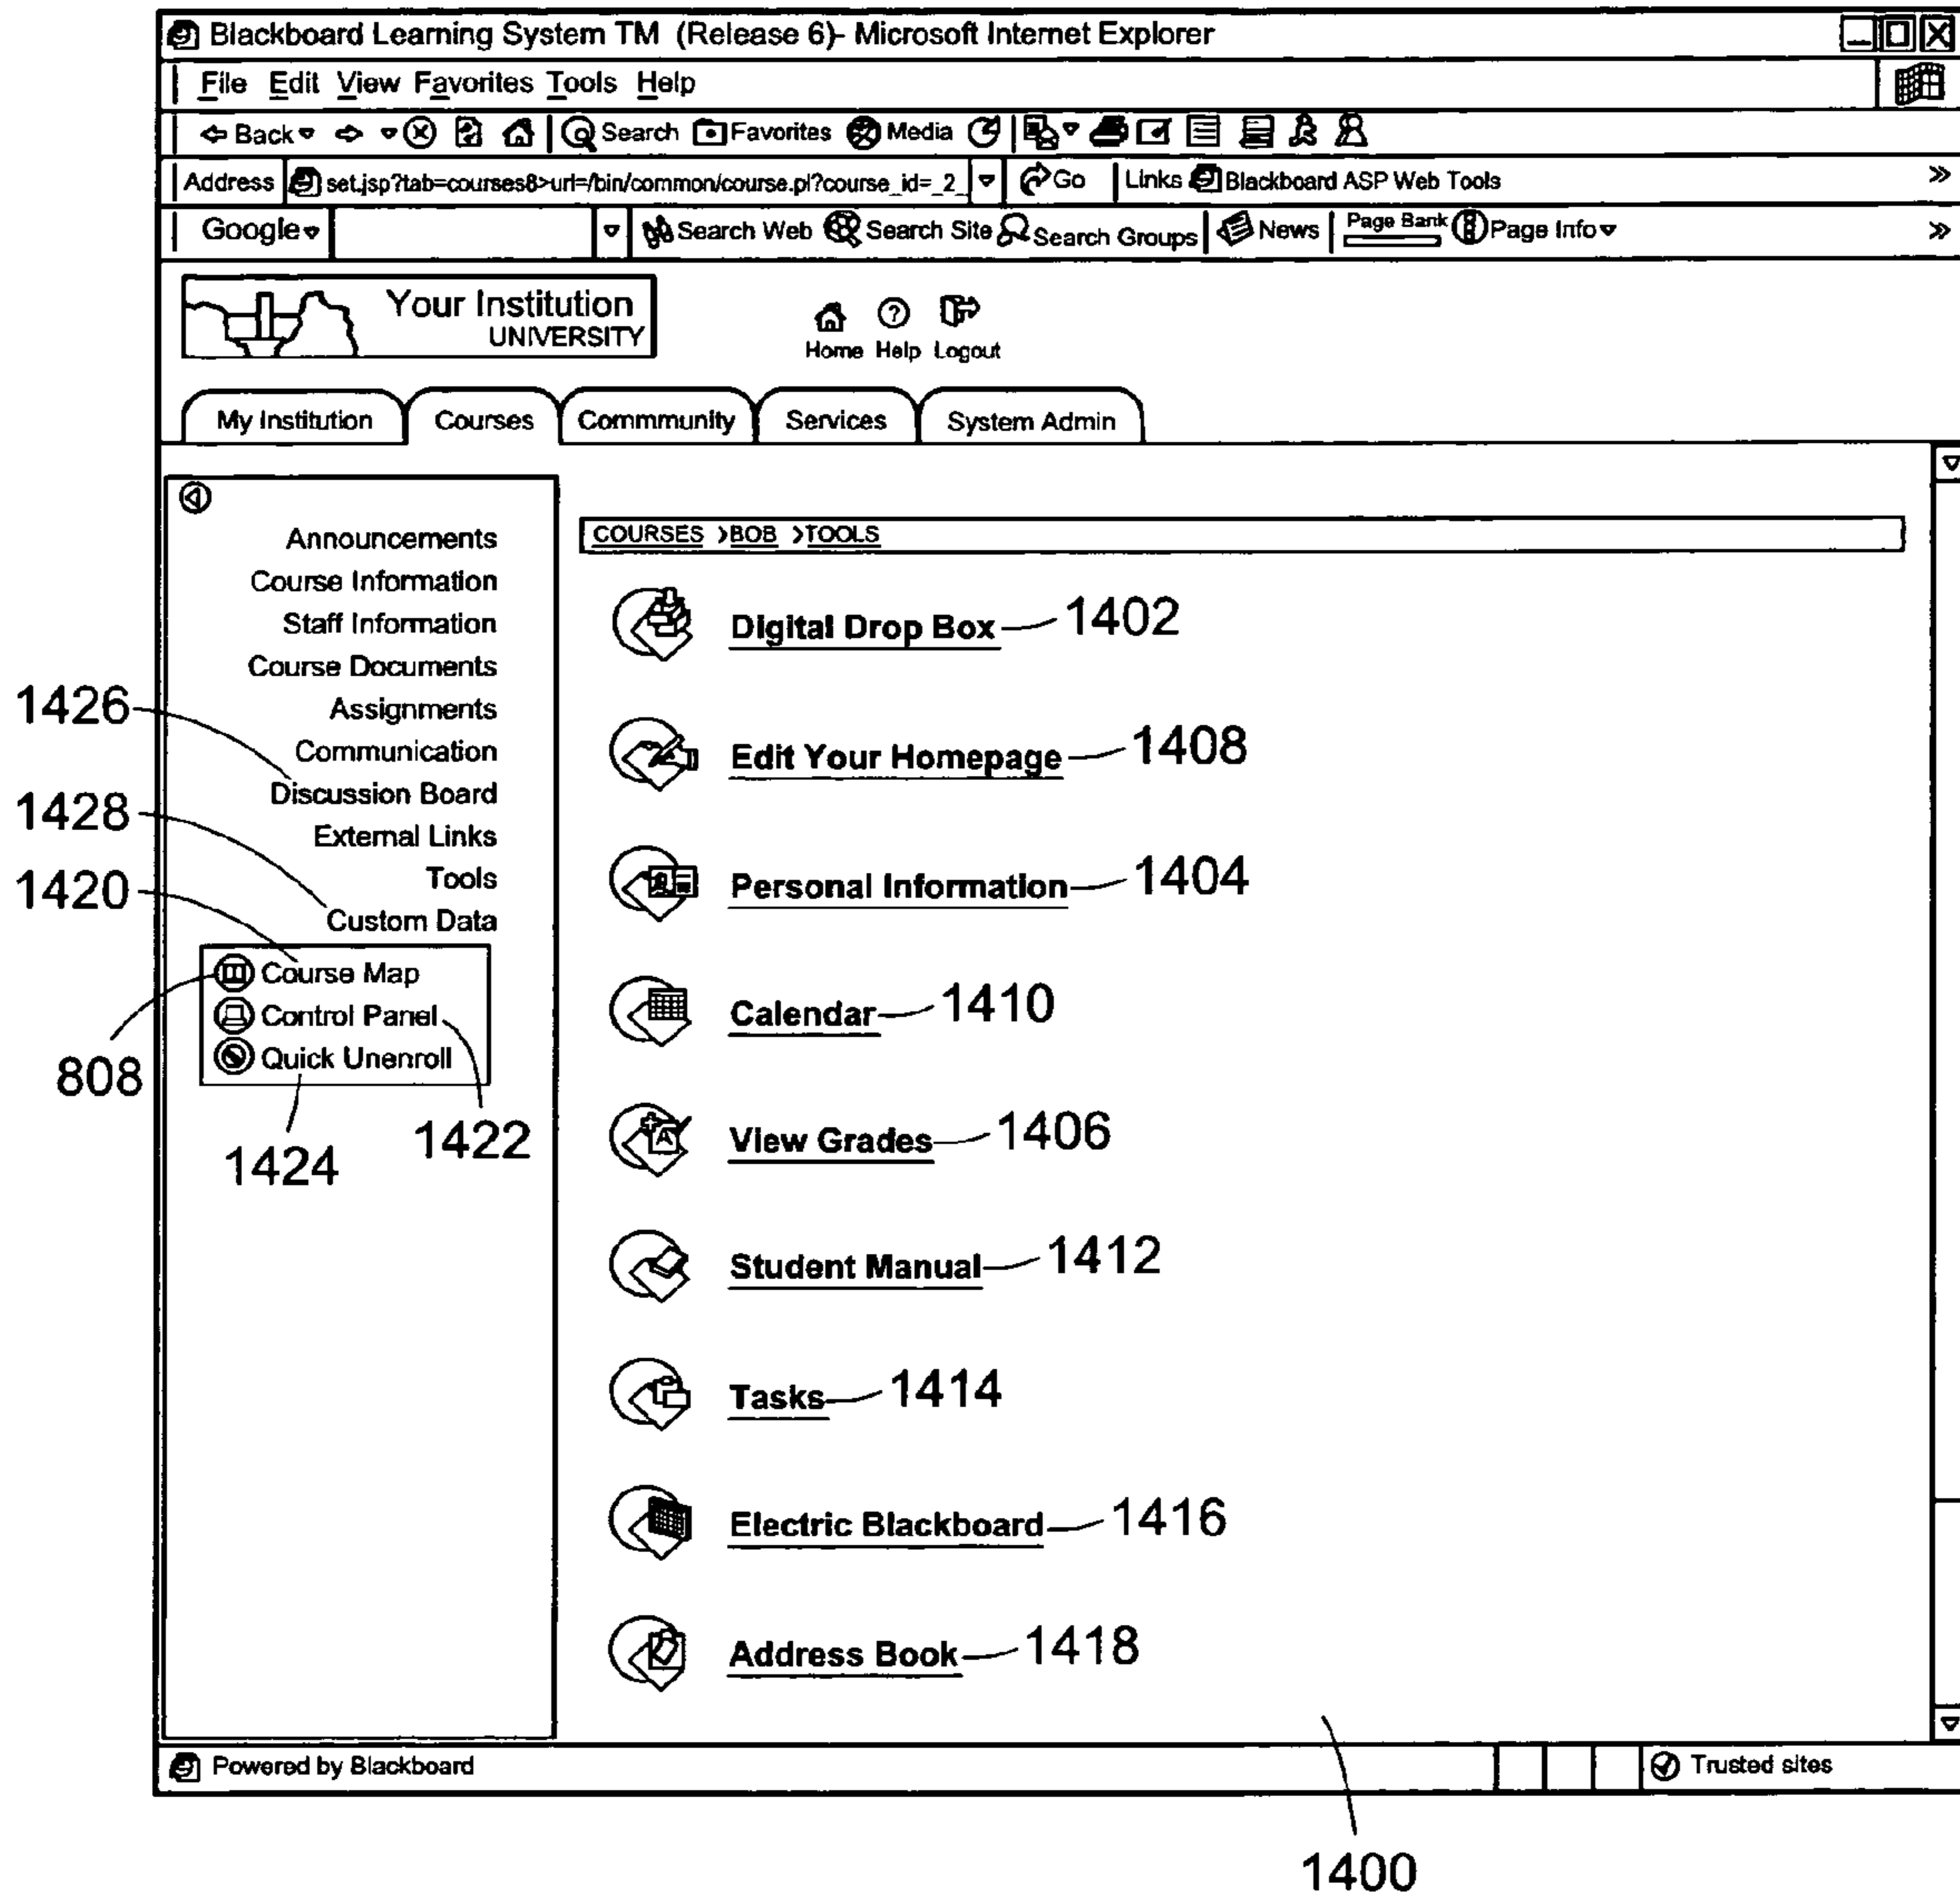 Blackboard Learning System TM (Release 6)- Microsoft Internet Explorer
File Edit View Favorites Tools Help
Back Search Favorites Media
Address set.jsp?tab=courses8>url=/bin/common/course.pl?course_id=_2_ Go Links Blackboard ASP Web Tools »
Google Search Web Search Site Search Groups News Page Bank Page Info »
Your Institution
UNIVERSITY
Home Help Logout
My Institution Courses Commmunity Services System Admin
COURSES >BOB >TOOLS
Announcements
Course Information
Staff Information
Course Documents
Assignments
Communication
Discussion Board
External Links
Tools
Custom Data
Course Map
Control Panel
Quick Unenroll
1426
1428
1420
808
1424
1422
Digital Drop Box 1402
Edit Your Homepage 1408
Personal Information 1404
Calendar 1410
View Grades 1406
Student Manual 1412
Tasks 1414
Electric Blackboard 1416
Address Book 1418
Powered by Blackboard Trusted sites
1400